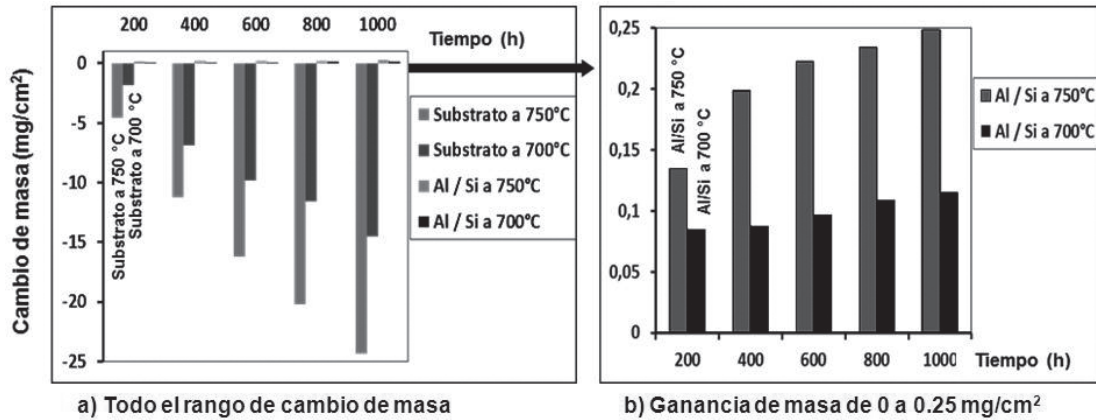 200 400 600 800 1000
Tiempo (h)
0
-5
-10
-15
-20
-25
Cambio de masa (mg/cm²)
Substrato a 750 °C
Substrato a 700 °C
Substrato a 750°C
Substrato a 700°C
Al / Si a 750°C
Al / Si a 700°C
a) Todo el rango de cambio de masa
0,25
0,2
0,15
0,1
0,05
0
Al/Si a 750 °C
Al/Si a 700 °C
200 400 600 800 1000 Tiempo (h)
Al / Si a 750°C
Al / Si a 700°C
b) Ganancia de masa de 0 a 0.25 mg/cm²